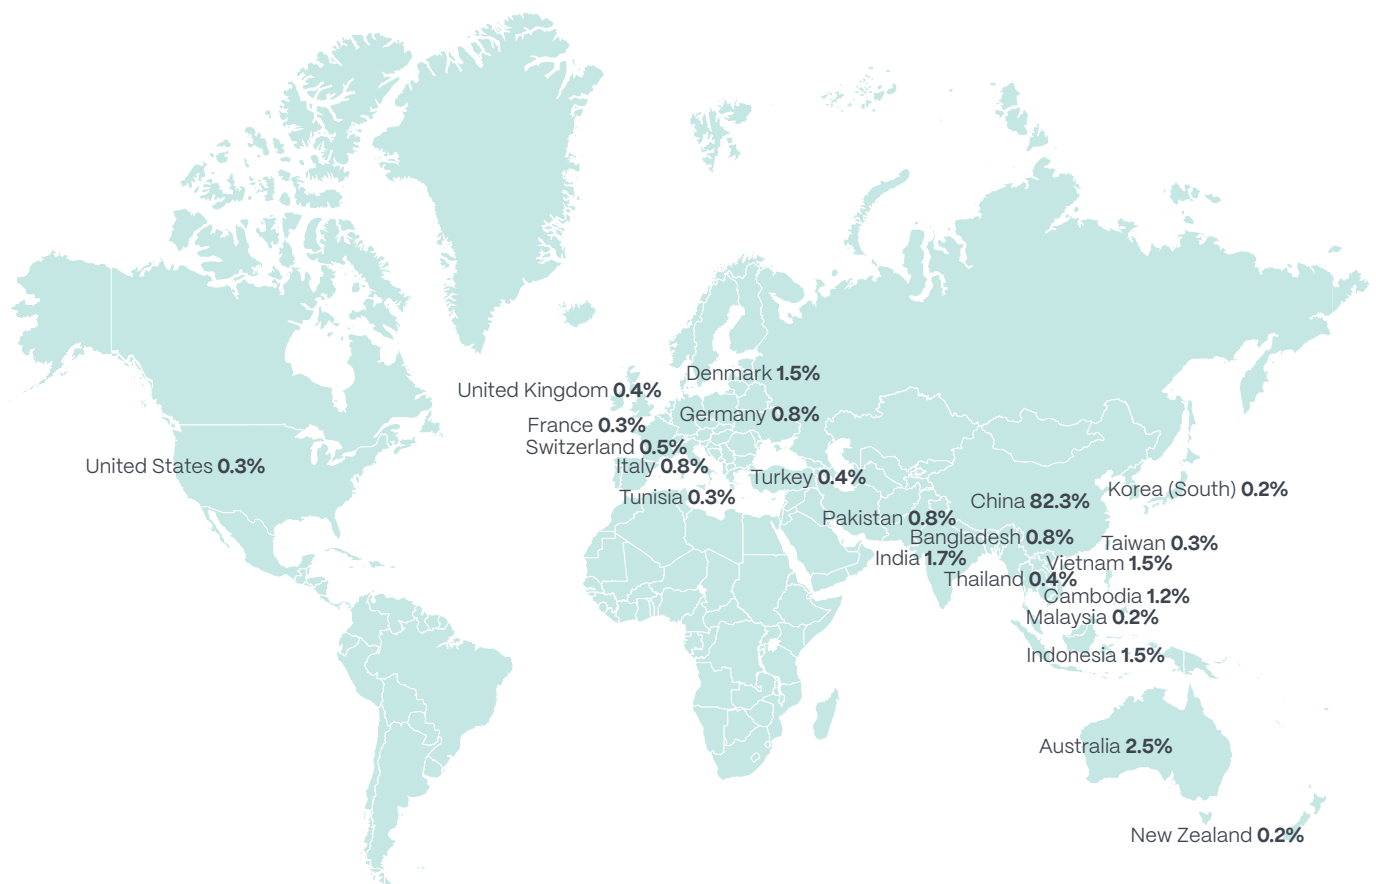 Denmark 1.5%
United Kingdom 0.4%
Germany 0.8%
France 0.3%
Switzerland 0.5%
United States 0.3%
Italy 0.8%
Turkey 0.4%
Korea (South) 0.2%
Tunisia 0.3%
China 82.3%
Pakistan 0.8%
Bangladesh 0.8%
Taiwan 0.3%
India 1.7%
Vietnam 1.5%
Thailand 0.4%
Cambodia 1.2%
Malaysia 0.2%
Indonesia 1.5%
Australia 2.5%
New Zealand 0.2%